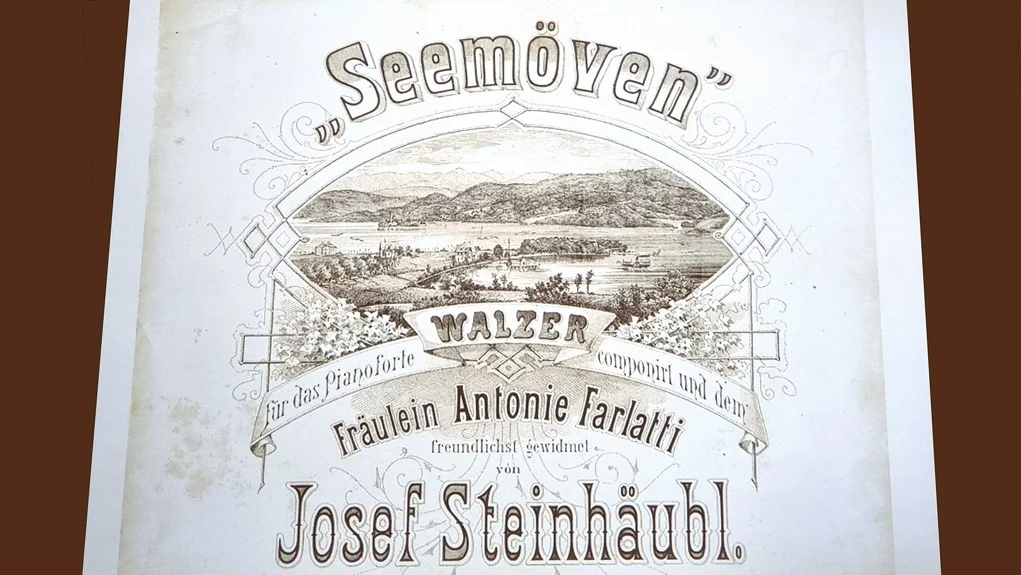 „Seemöven”
WALZER
für das Pianoforte componirt und dem
Fräulein Antonie Farlatti
freundlichst gewidmet
von
Josef Steinhäubl.